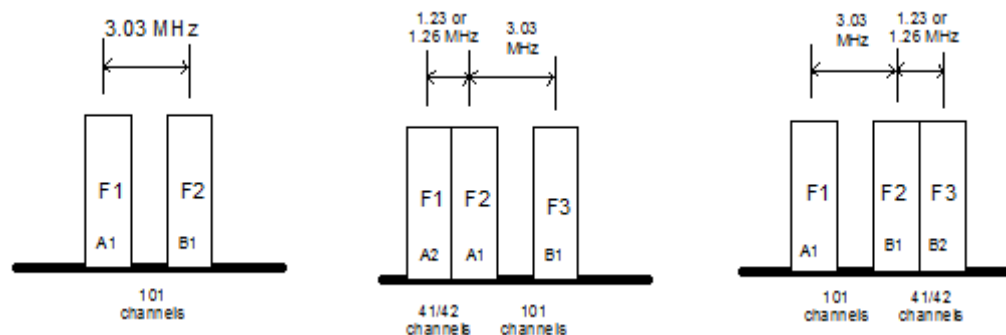 3.03 MHz
F1
F2
A1
B1
101
channels
1.23 or
1.26 MHz
3.03
MHz
F1
F2
F3
A2
A1
B1
41/42
channels
101
channels
3.03
MHz
1.23 or
1.26 MHz
F1
F2
F3
A1
B1
B2
101
channels
41/42
channels